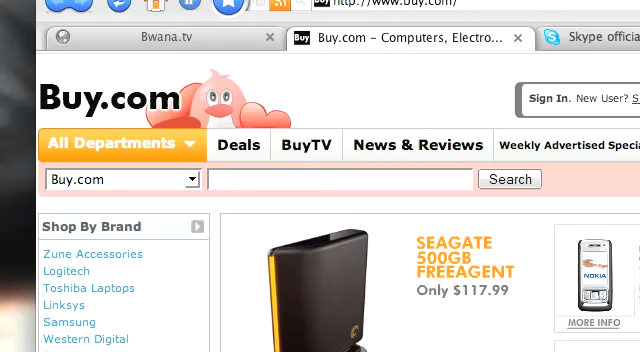 http://www.buy.com/
Bwana.tv
Buy Buy.com – Computers, Electro...
Skype officia
Buy.com
Sign In. New User? S
All Departments
Deals
BuyTV
News & Reviews
Weekly Advertised Specia
Buy.com
Search
Shop By Brand
Zune Accessories
Logitech
Toshiba Laptops
Linksys
Samsung
Western Digital
SEAGATE
500GB
FREEAGENT
Only $117.99
NOKIA
MORE INFO